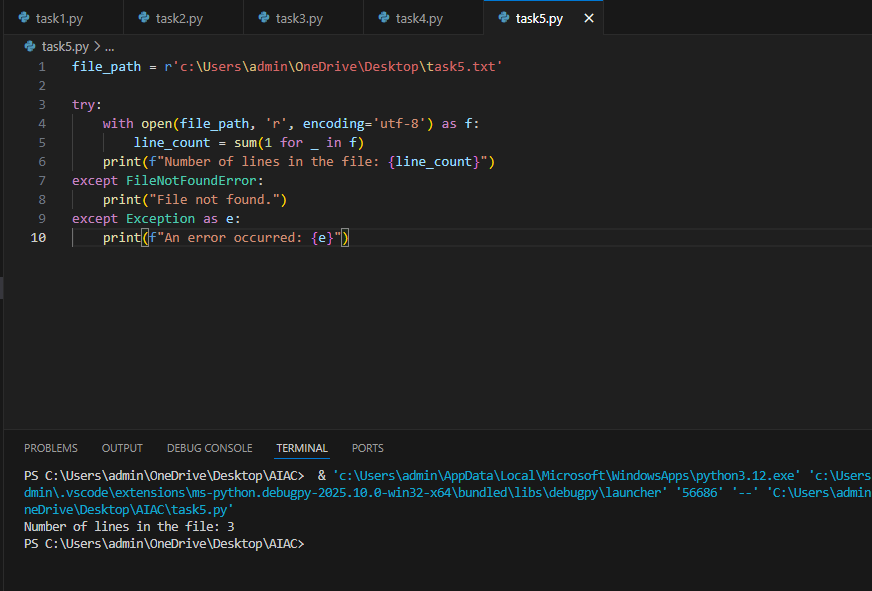 task1.py task2.py task3.py task4.py task5.py
task5.py > ...
1 file_path = r'c:\Users\admin\OneDrive\Desktop\task5.txt'
2
3 try:
4     with open(file_path, 'r', encoding='utf-8') as f:
5         line_count = sum(1 for _ in f)
6     print(f"Number of lines in the file: {line_count}")
7 except FileNotFoundError:
8     print("File not found.")
9 except Exception as e:
10     print(f"An error occurred: {e}")
PROBLEMS OUTPUT DEBUG CONSOLE TERMINAL PORTS
PS C:\Users\admin\OneDrive\Desktop\AIAC>  & 'c:\Users\admin\AppData\Local\Microsoft\WindowsApps\python3.12.exe' 'c:\Users
dmin\.vscode\extensions\ms-python.debugpy-2025.10.0-win32-x64\bundled\libs\debugpy\launcher' '56686' '--' 'C:\Users\admin
neDrive\Desktop\AIAC\task5.py'
Number of lines in the file: 3
PS C:\Users\admin\OneDrive\Desktop\AIAC>